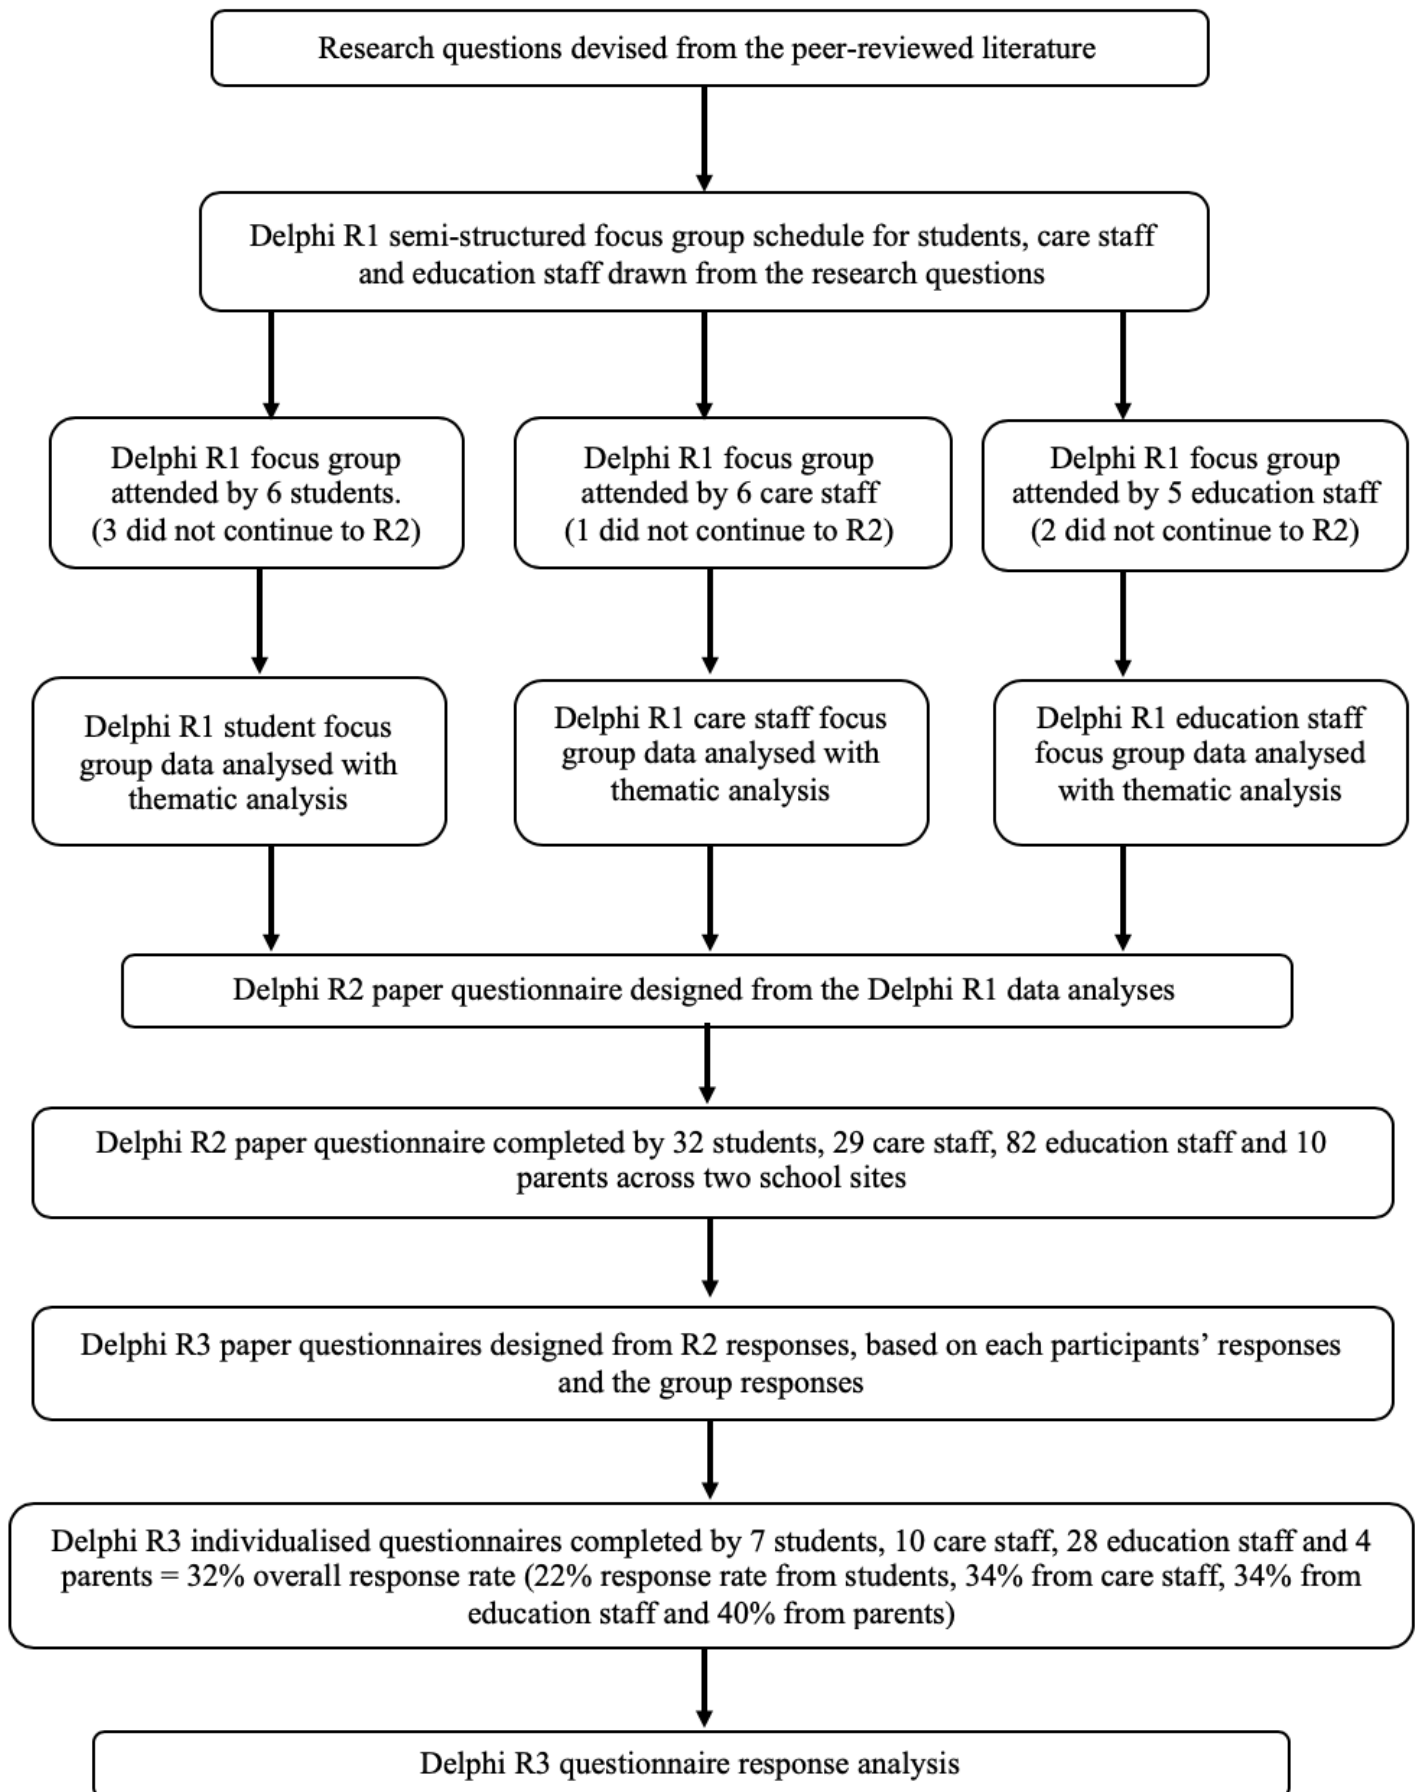 Research questions devised from the peer-reviewed literature
Delphi R1 semi-structured focus group schedule for students, care staff
and education staff drawn from the research questions
Delphi R1 focus group
attended by 6 students.
(3 did not continue to R2)
Delphi R1 focus group
attended by 6 care staff
(1 did not continue to R2)
Delphi R1 focus group
attended by 5 education staff
(2 did not continue to R2)
Delphi R1 student focus
group data analysed with
thematic analysis
Delphi R1 care staff focus
group data analysed with
thematic analysis
Delphi R1 education staff
focus group data analysed
with thematic analysis
Delphi R2 paper questionnaire designed from the Delphi R1 data analyses
Delphi R2 paper questionnaire completed by 32 students, 29 care staff, 82 education staff and 10
parents across two school sites
Delphi R3 paper questionnaires designed from R2 responses, based on each participants’ responses
and the group responses
Delphi R3 individualised questionnaires completed by 7 students, 10 care staff, 28 education staff and 4
parents = 32% overall response rate (22% response rate from students, 34% from care staff, 34% from
education staff and 40% from parents)
Delphi R3 questionnaire response analysis